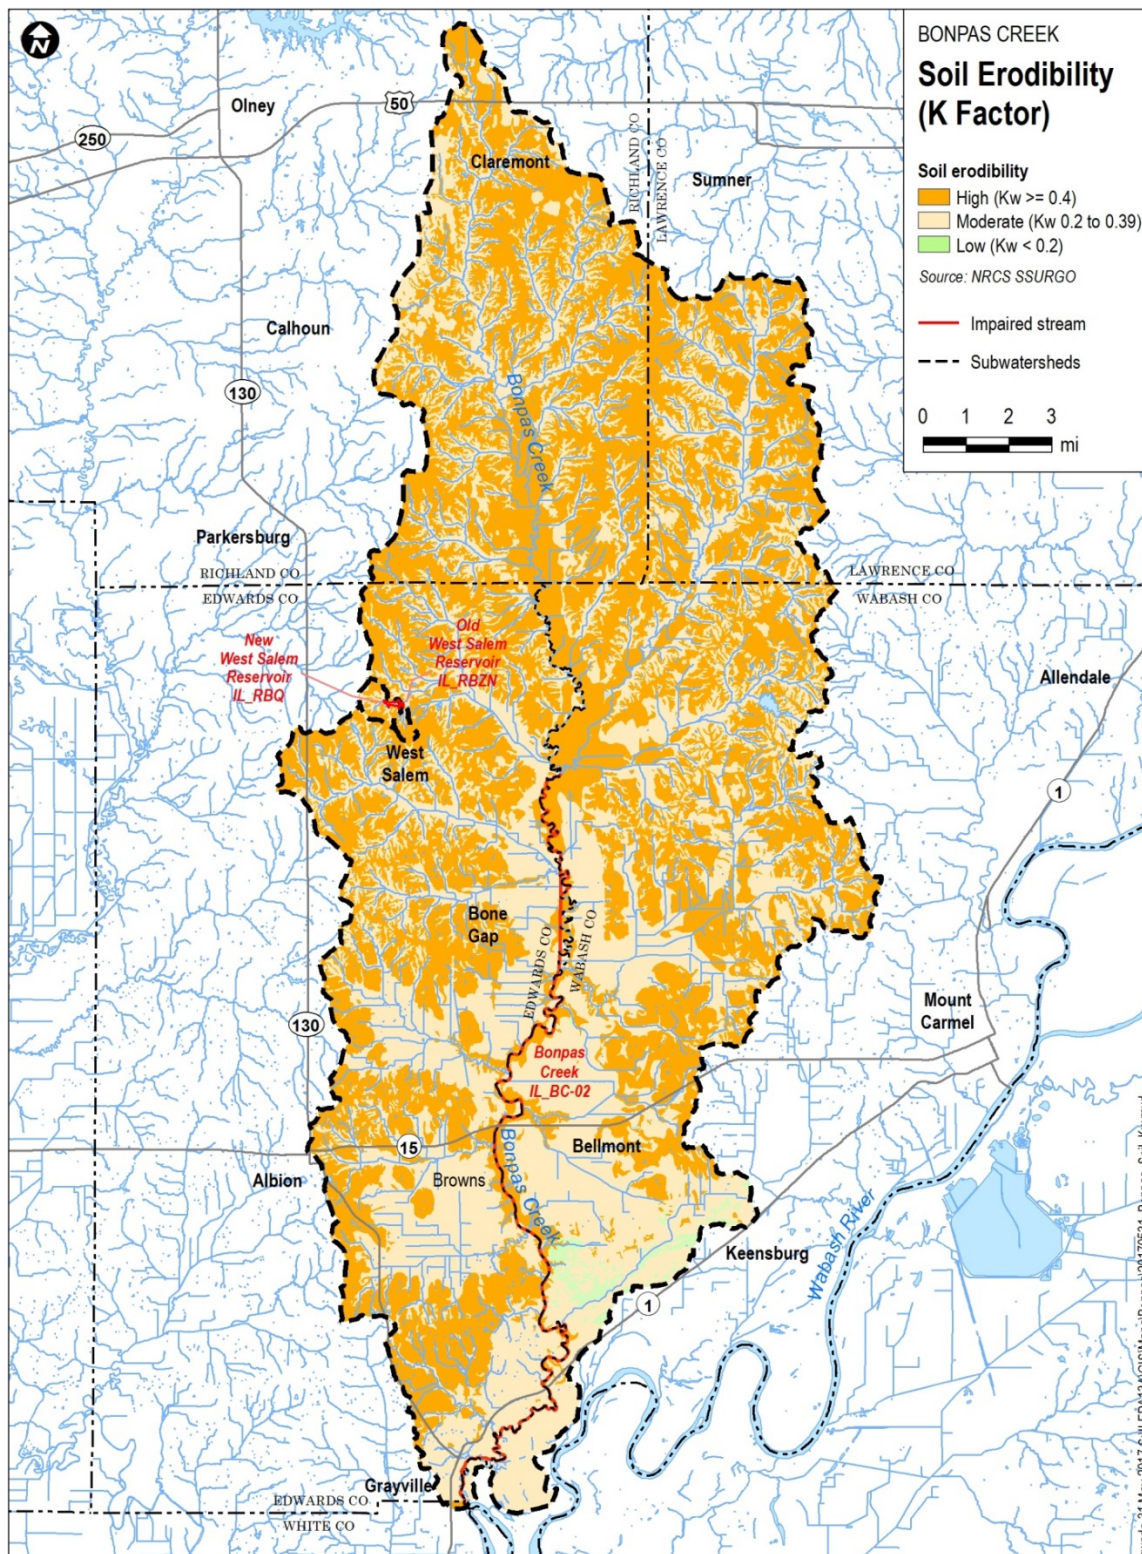 BONPAS CREEK
Soil Erodibility
(K Factor)
Soil erodibility
High (Kw >= 0.4)
Moderate (Kw 0.2 to 0.39)
Low (Kw < 0.2)
Source: NRCS SSURGO
Impaired stream
Subwatersheds
0 1 2 3
mi
N
Olney
50
250
Claremont
RICHLAND CO
LAWRENCE CO
Sumner
Calhoun
130
Bonpas Creek
Parkersburg
RICHLAND CO
EDWARDS CO
LAWRENCE CO
WABASH CO
New
West Salem
Reservoir
IL_RBQ
Old
West Salem
Reservoir
IL_RBZN
Allendale
West
Salem
1
Bone
Gap
EDWARDS CO
WABASH CO
Mount
Carmel
130
Bonpas
Creek
IL_BC-02
15
Bellmont
Albion
Browns
Bonpas Creek
Keensburg
Wabash River
1
Grayville
EDWARDS CO
WHITE CO